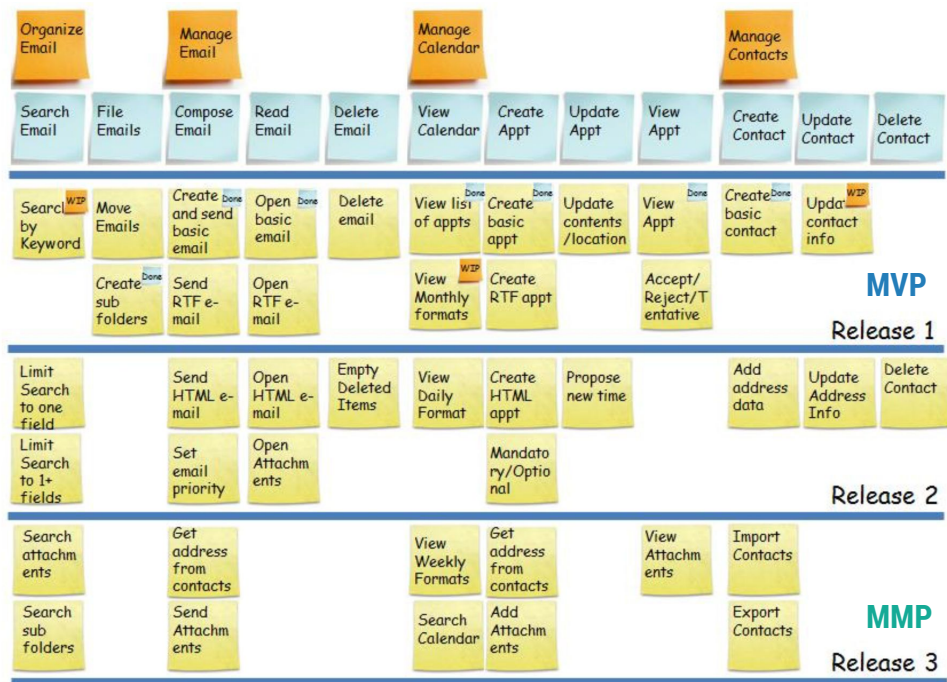 Organize
Email
Manage
Email
Manage
Calendar
Manage
Contacts
Search
Email
File
Emails
Compose
Email
Read
Email
Delete
Email
View
Calendar
Create
Appt
Update
Appt
View
Appt
Create
Contact
Update
Contact
Delete
Contact
Search WIP
by
Keyword
Move
Emails
Create Done
and send
basic
email
Open Done
basic
email
Delete
email
View list Done
of appts
Create Done
basic
appt
Update
contents
/location
View Done
Appt
Create Done
basic
contact
Updat WIP
contact
info
Create Done
sub
folders
Send
RTF e-
mail
Open
RTF e-
mail
View WIP
Monthly
formats
Create
RTF appt
Accept/
Reject/T
entative
MVP
Release 1
Limit
Search
to one
field
Send
HTML e-
mail
Open
HTML e-
mail
Empty
Deleted
Items
View
Daily
Format
Create
HTML
appt
Propose
new time
Add
address
data
Update
Address
Info
Delete
Contact
Limit
Search
to 1+
fields
Set
email
priority
Open
Attachm
ents
Mandato
ry/Optio
nal
Release 2
Search
attachm
ents
Get
address
from
contacts
View
Weekly
Formats
Get
address
from
contacts
View
Attachm
ents
Import
Contacts
Search
sub
folders
Send
Attachm
ents
Search
Calendar
Add
Attachm
ents
Export
Contacts
MMP
Release 3